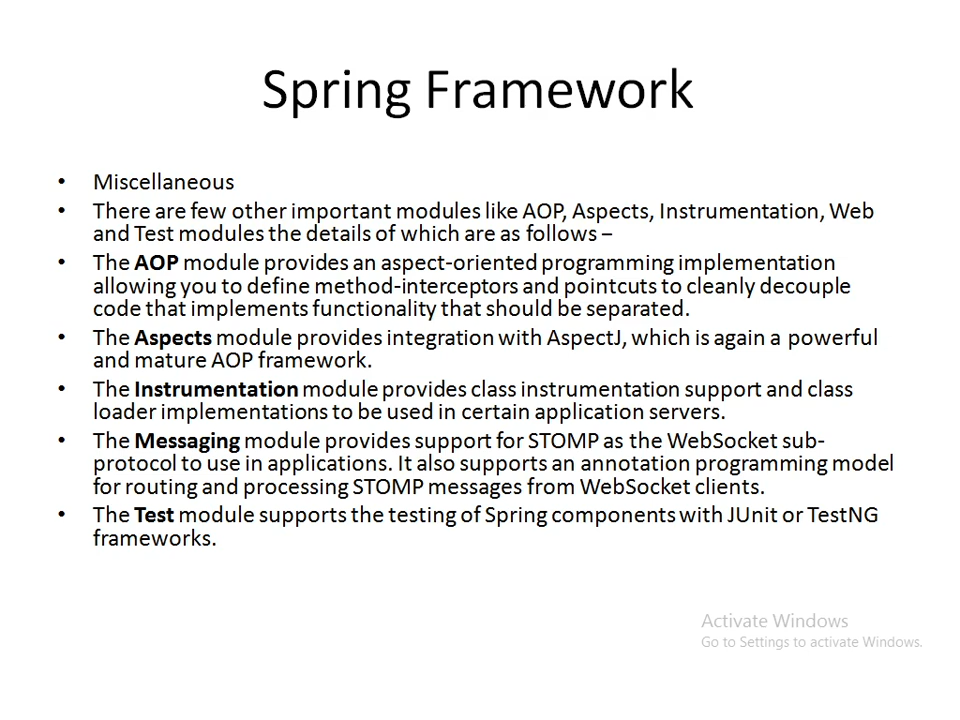 Spring Framework
• Miscellaneous
• There are few other important modules like AOP, Aspects, Instrumentation, Web
and Test modules the details of which are as follows −
• The AOP module provides an aspect-oriented programming implementation
allowing you to define method-interceptors and pointcuts to cleanly decouple
code that implements functionality that should be separated.
• The Aspects module provides integration with AspectJ, which is again a powerful
and mature AOP framework.
• The Instrumentation module provides class instrumentation support and class
loader implementations to be used in certain application servers.
• The Messaging module provides support for STOMP as the WebSocket sub-
protocol to use in applications. It also supports an annotation programming model
for routing and processing STOMP messages from WebSocket clients.
• The Test module supports the testing of Spring components with JUnit or TestNG
frameworks.
Activate Windows
Go to Settings to activate Windows.